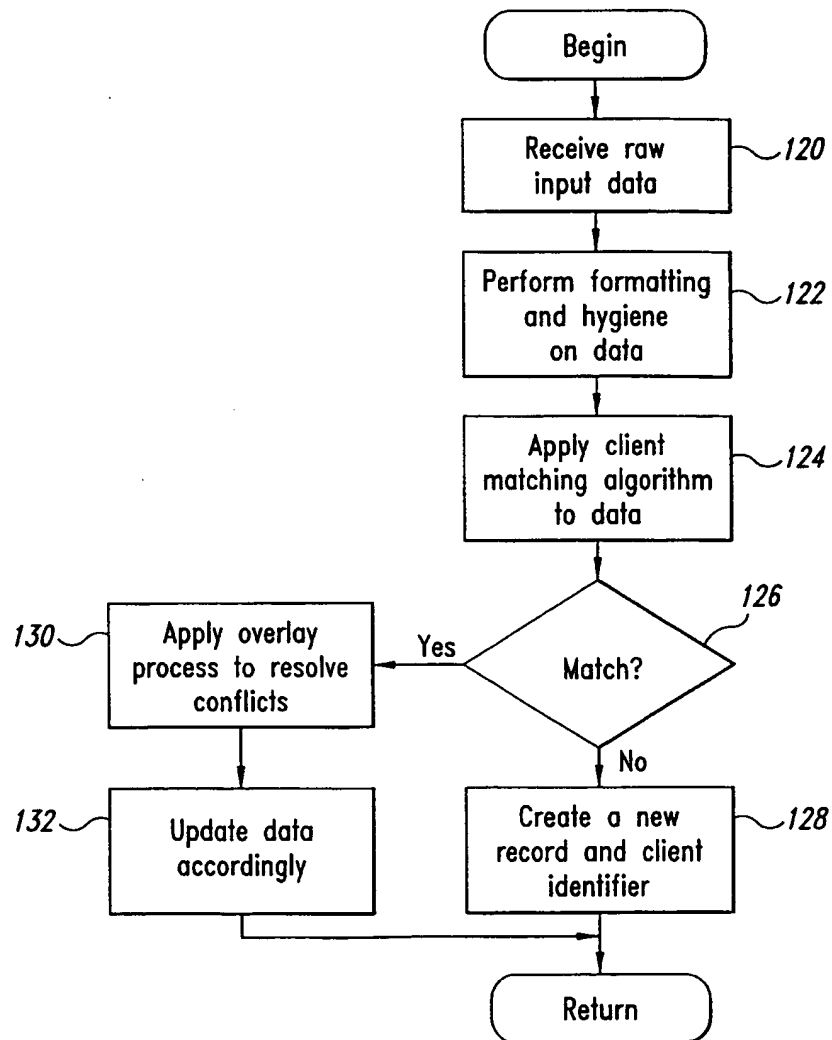 Begin
Receive raw
input data
120
Perform formatting
and hygiene
on data
122
Apply client
matching algorithm
to data
124
Match?
126
Yes
No
130
Apply overlay
process to resolve
conflicts
132
Update data
accordingly
Create a new
record and client
identifier
128
Return